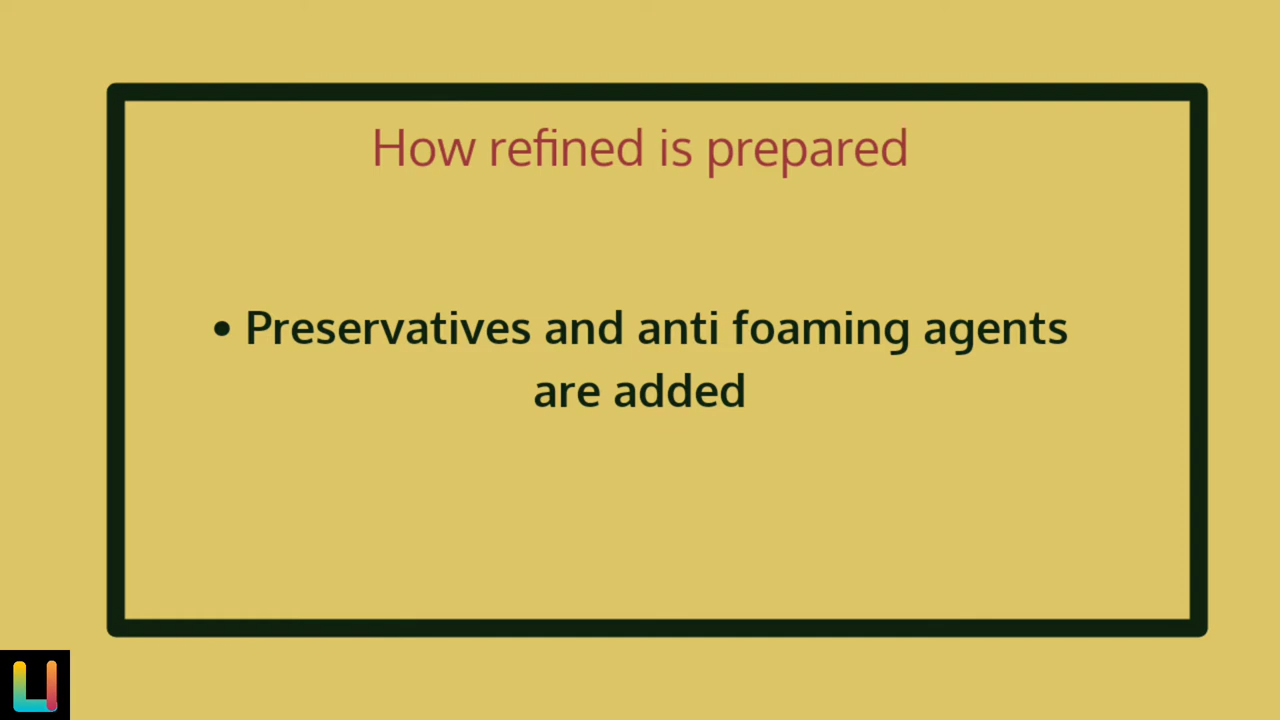 How refined is prepared
• Preservatives and anti foaming agents
are added